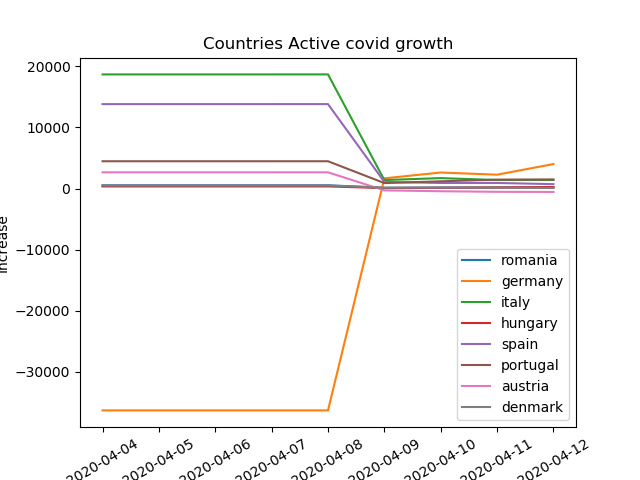 Countries Active covid growth
20000
10000
0
−10000
−20000
−30000
increase
romania
germany
italy
hungary
spain
portugal
austria
denmark
2020-04-04
2020-04-05
2020-04-06
2020-04-07
2020-04-08
2020-04-09
2020-04-10
2020-04-11
2020-04-12